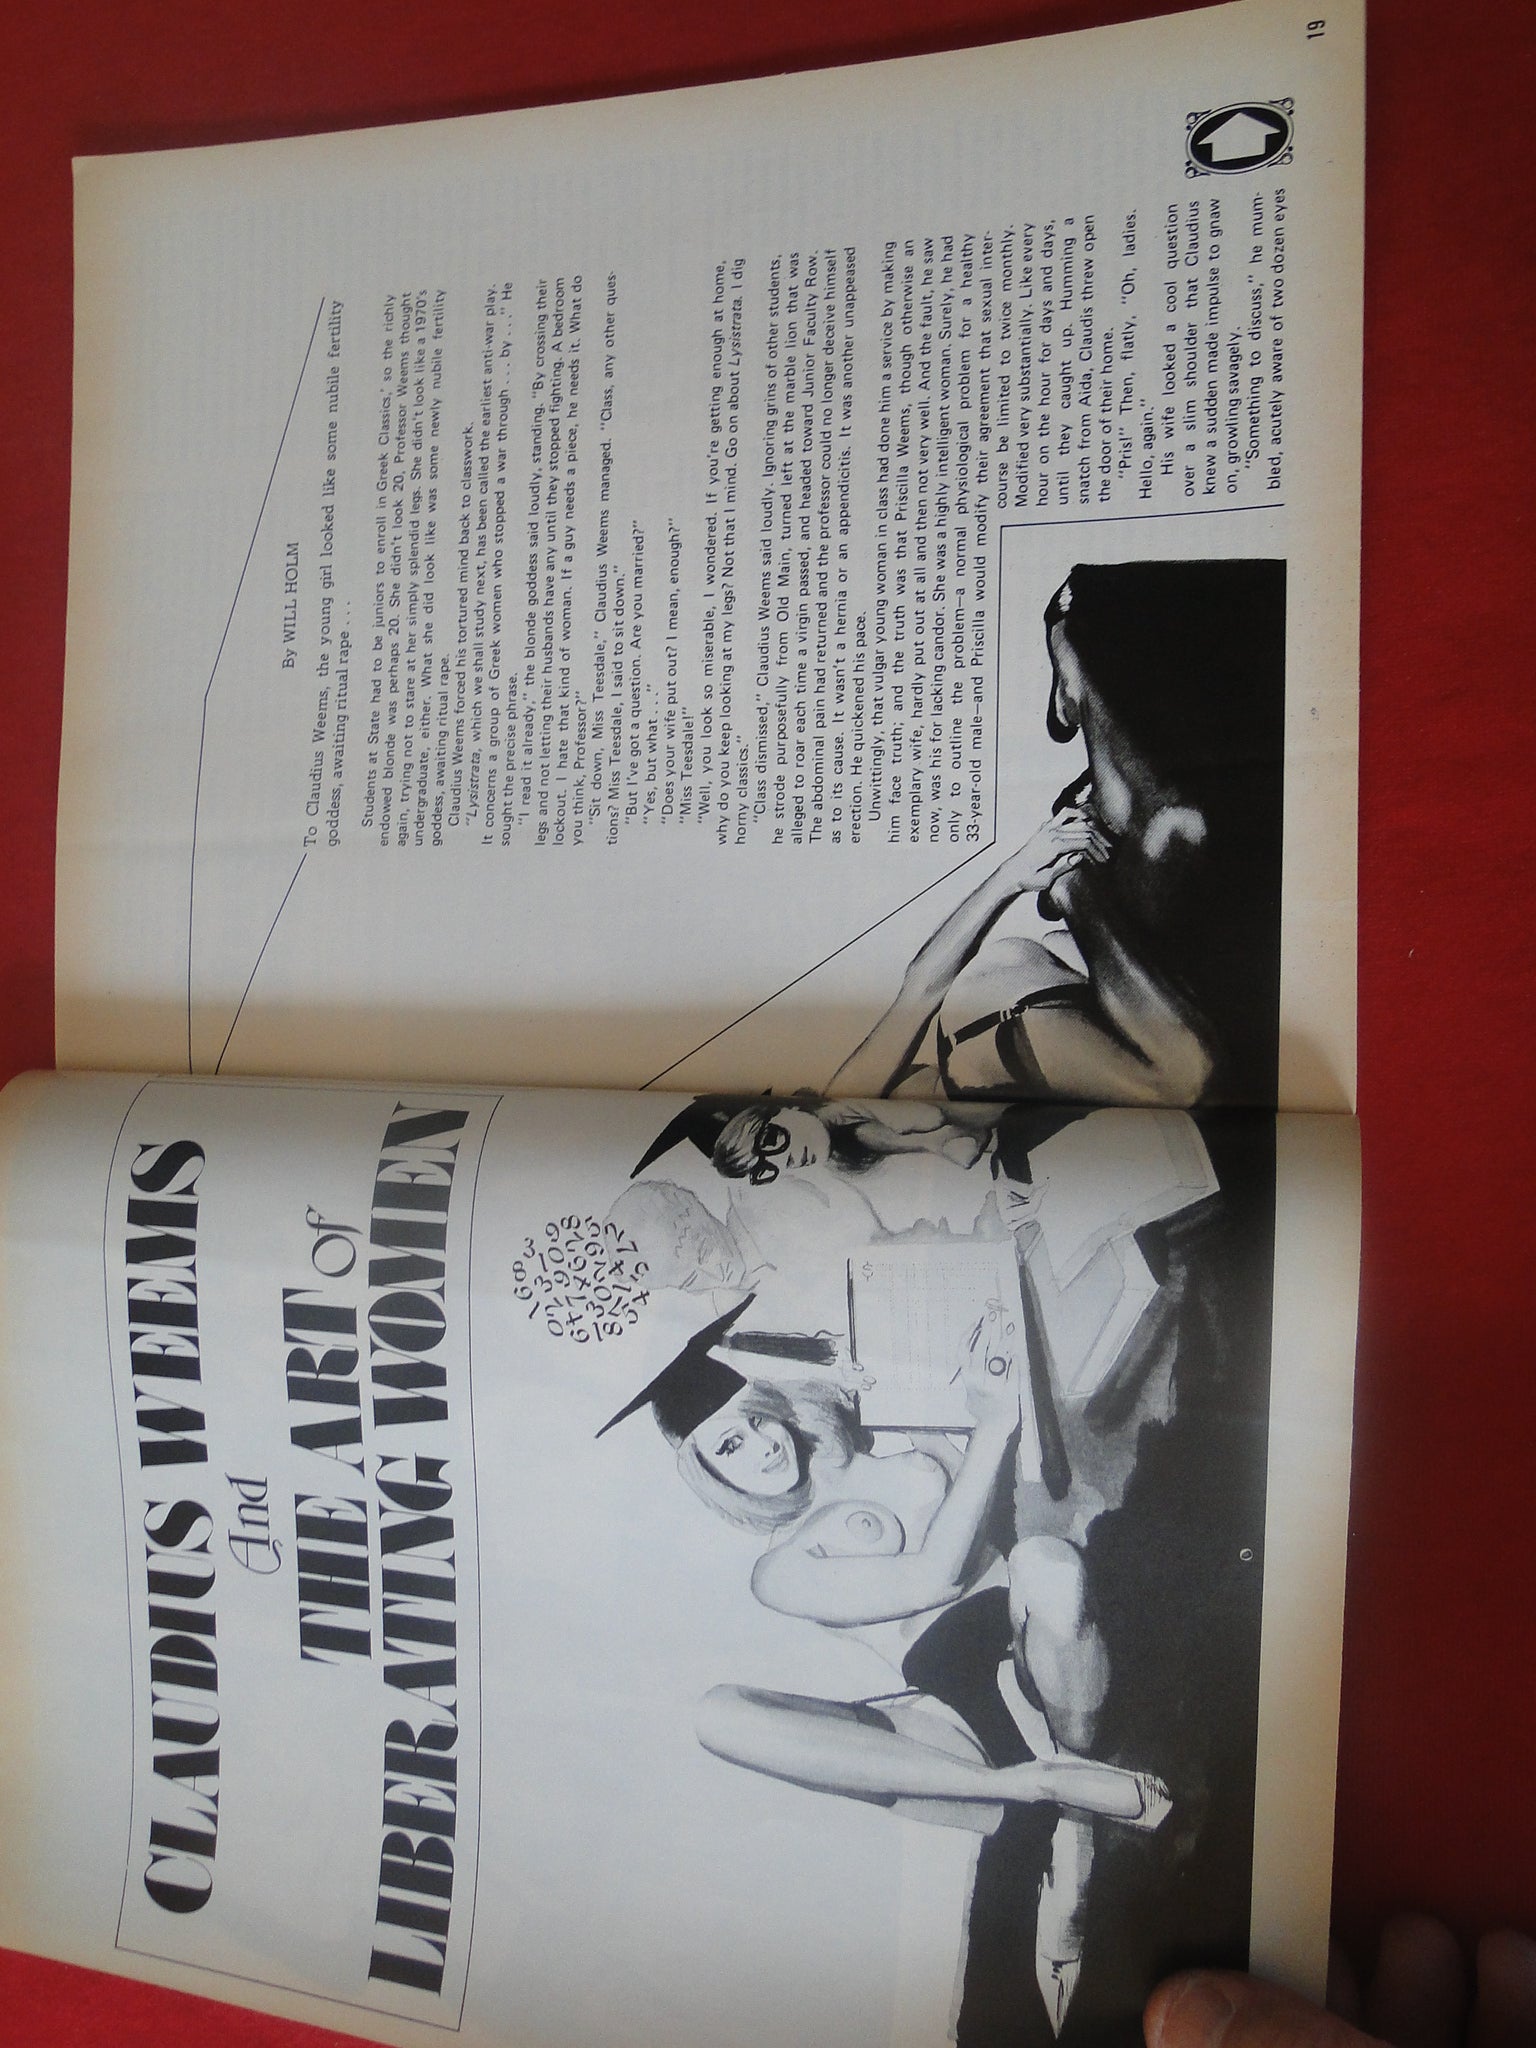 CLAUDIUS WEEMS
And
THE ART of
LIBERATING WOMEN
1683
By WILL HOLM
To Claudius Weems, the young girl looked like some nubile fertility
goddess, awaiting ritual rape . . .
Students at State had to be juniors to enroll in Greek Classics,' so the richly
endowed blonde was perhaps 20. She didn't look 20, Professor Weems thought
again, trying not to stare at her simply splendid legs. She didn't look like a 1970's
undergraduate, either. What she did look like was some newly nubile fertility
goddess, awaiting ritual rape.
Claudius Weems forced his tortured mind back to classwork.
"Lysistrata, which we shall study next, has been called the earliest anti-war play.
It concerns a group of Greek women who stopped a war through . . . by . . ." He
sought the precise phrase.
"I read it already," the blonde goddess said loudly, standing. "By crossing their
legs and not letting their husbands have any until they stopped fighting. A bedroom
lockout. I hate that kind of woman. If a guy needs a piece, he needs it. What do
you think, Professor?"
"Sit down, Miss Teesdale," Claudius Weems managed. "Class, any other ques-
tions? Miss Teesdale, I said to sit down."
"But I've got a question. Are you married?"
"Yes, but what . . ."
"Does your wife put out? I mean, enough?"
"Miss Teesdale!"
"Well, you look so miserable, I wondered. If you're getting enough at home,
why do you keep looking at my legs? Not that I mind. Go on about Lysistrata. I dig
horny classics."
"Class dismissed," Claudius Weems said loudly. Ignoring grins of other students,
he strode purposefully from Old Main, turned left at the marble lion that was
alleged to roar each time a virgin passed, and headed toward Junior Faculty Row.
The abdominal pain had returned and the professor could no longer deceive himself
as to its cause. It wasn't a hernia or an appendicitis. It was another unappeased
erection. He quickened his pace.
Unwittingly, that vulgar young woman in class had done him a service by making
him face truth; and the truth was that Priscilla Weems, though otherwise an
exemplary wife, hardly put out at all and then not very well. And the fault, he saw
now, was his for lacking candor. She was a highly intelligent woman. Surely, he had
only to outline the problem—a normal physiological problem for a healthy
33-year-old male—and Priscilla would modify their agreement that sexual inter-
course be limited to twice monthly.
Modified very substantially. Like every
hour on the hour for days and days,
until they caught up. Humming a
snatch from Aida, Claudis threw open
the door of their home.
"Pris!" Then, flatly, "Oh, ladies.
Hello, again."
His wife looked a cool question
over a slim shoulder that Claudius
knew a sudden made impulse to gnaw
on, growling savagely.
"Something to discuss," he mum-
bled, acutely aware of two dozen eyes
19